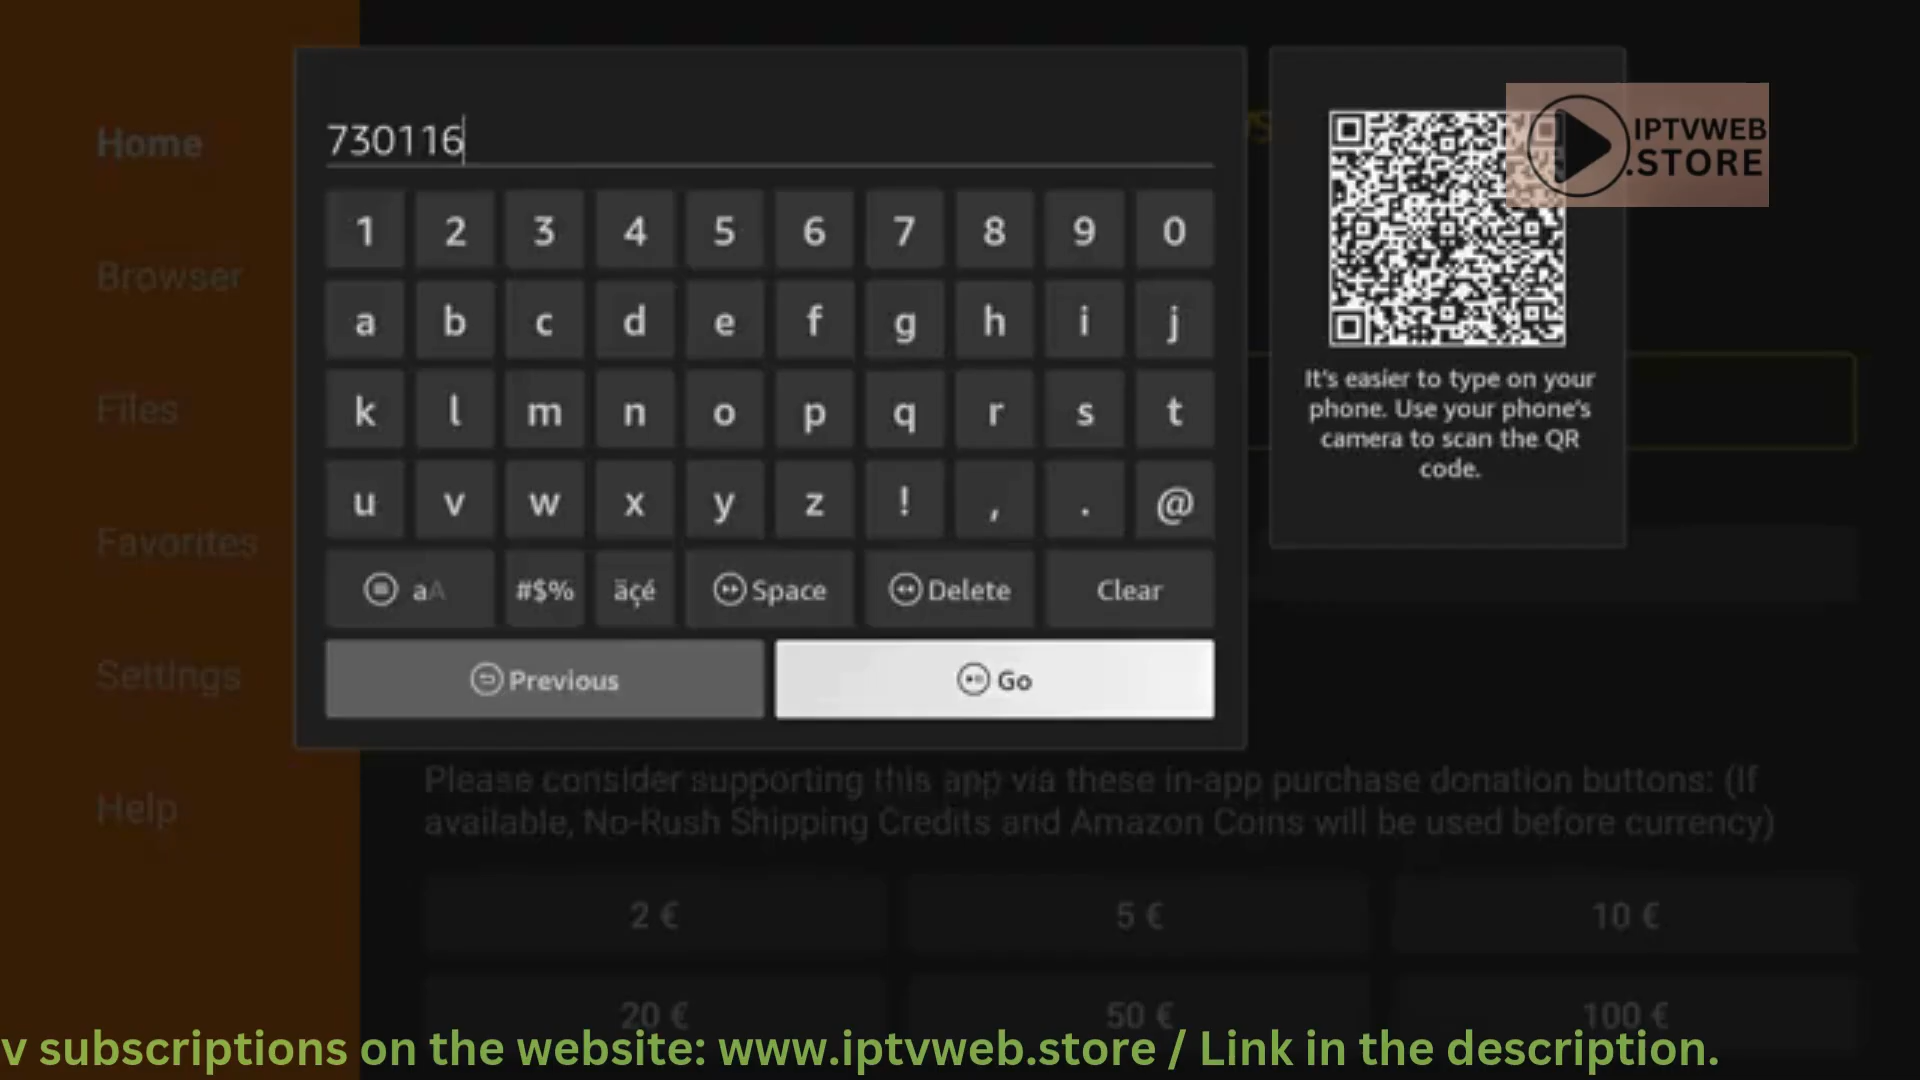 Home
Browser
Files
Favorites
Settings
Help
730116
1 2 3 4 5 6 7 8 9 0
a b c d e f g h i j
k l m n o p q r s t
u v w x y z ! , . @
aA #$% äçé Space Delete Clear
Previous Go
IPTVWEB
.STORE
It's easier to type on your
phone. Use your phone's
camera to scan the QR
code.
Please consider supporting this app via these in-app purchase donation buttons: (If
available, No-Rush Shipping Credits and Amazon Coins will be used before currency)
2 € 5 € 10 €
20 € 50 € 100 €
v subscriptions on the website: www.iptvweb.store / Link in the description.